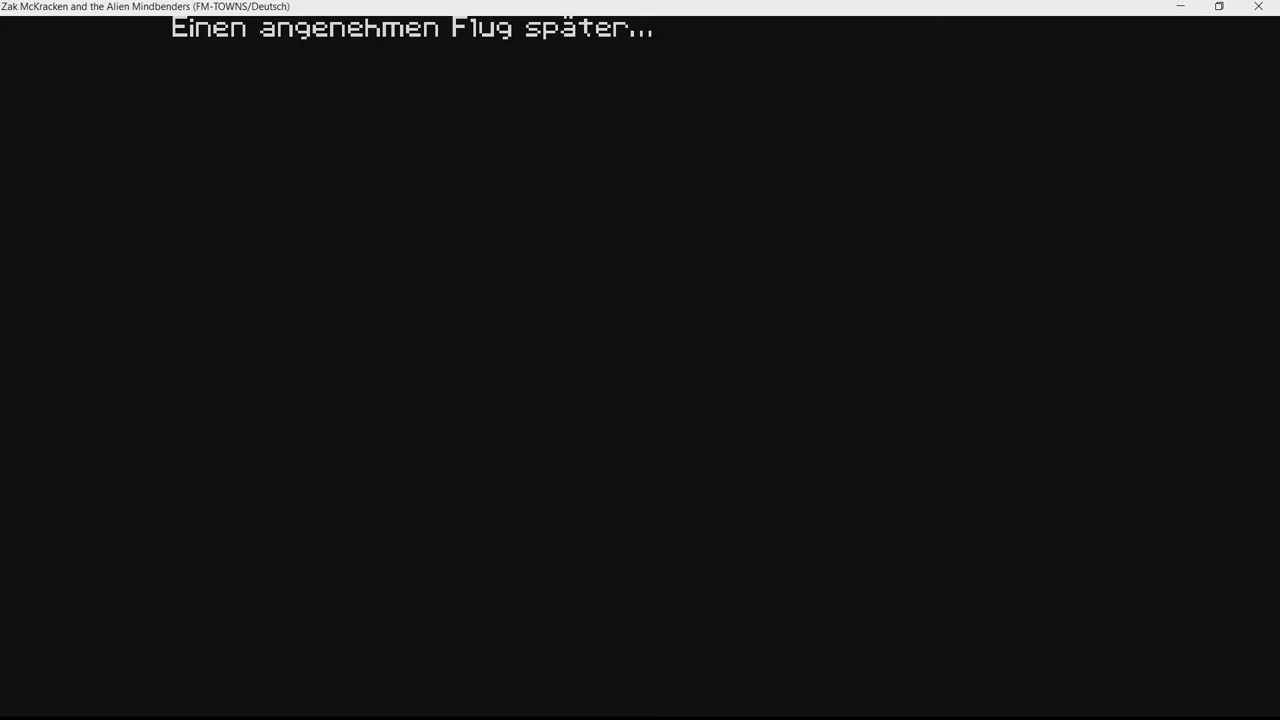 Zak McKracken and the Alien Mindbenders (FM-TOWNS/Deutsch)
Einen angenehmen Flug später...